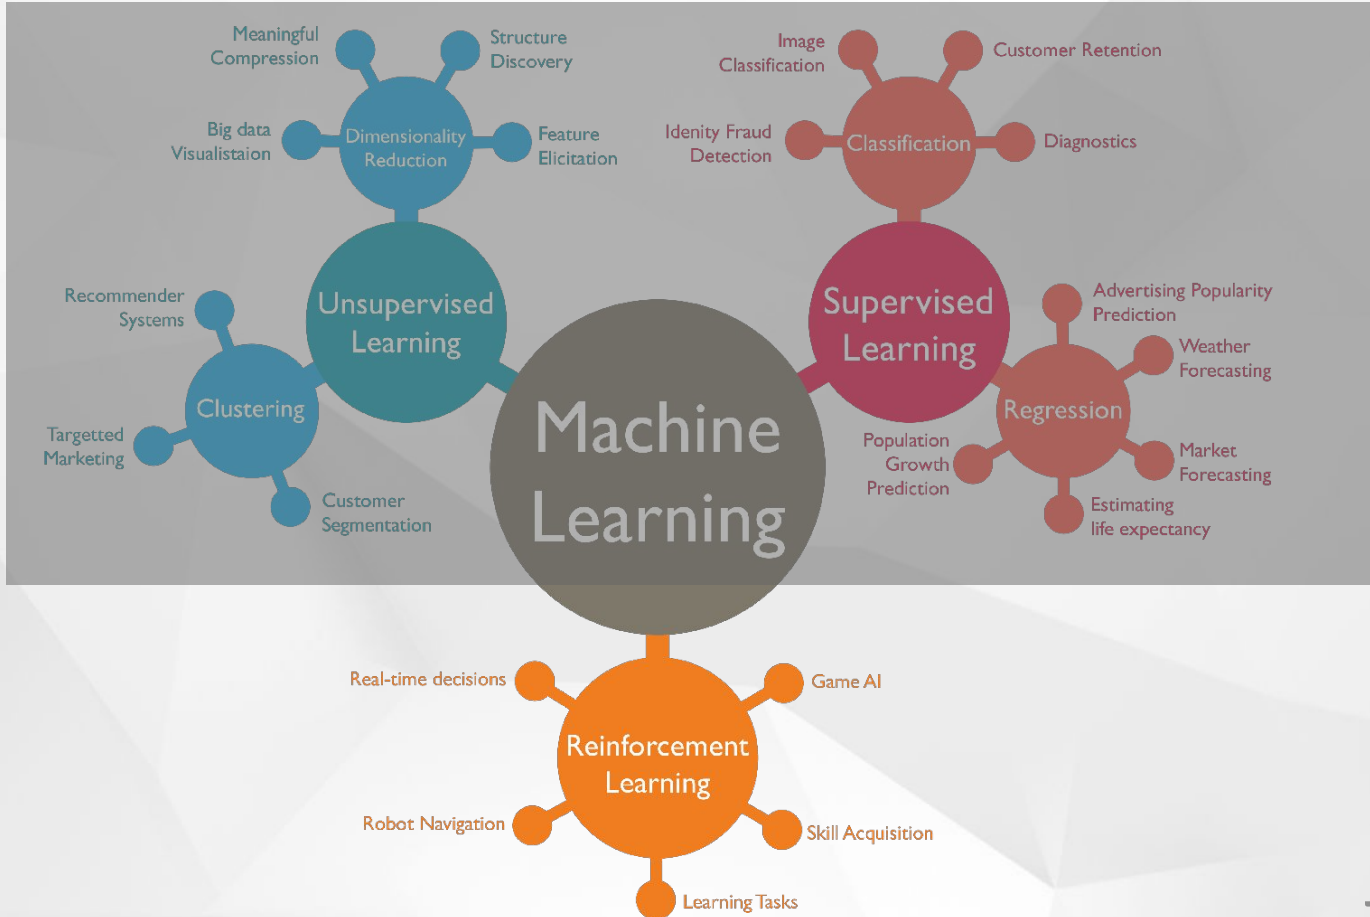 Meaningful
Compression
Structure
Discovery
Big data
Visualistaion
Dimensionality
Reduction
Feature
Elicitation
Image
Classification
Customer Retention
Idenity Fraud
Detection
Classification
Diagnostics
Recommender
Systems
Unsupervised
Learning
Clustering
Targetted
Marketing
Customer
Segmentation
Machine
Learning
Supervised
Learning
Advertising Popularity
Prediction
Weather
Forecasting
Regression
Population
Growth
Prediction
Market
Forecasting
Estimating
life expectancy
Real-time decisions
Game AI
Reinforcement
Learning
Robot Navigation
Skill Acquisition
Learning Tasks